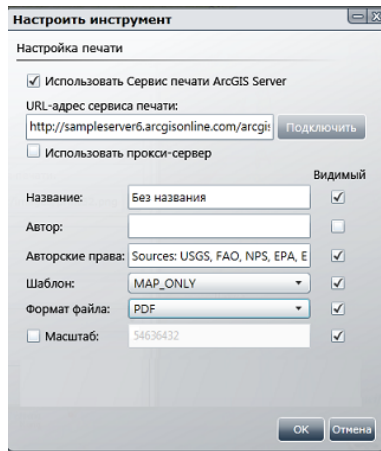 Настроить инструмент
Настройка печати
Использовать Сервис печати ArcGIS Server
URL-адрес сервиса печати:
http://sampleserver6.arcgisonline.com/arcgis Подключить
Использовать прокси-сервер
Видимый
Название: Без названия
Автор:
Авторские права: Sources: USGS, FAO, NPS, EPA, E
Шаблон: MAP_ONLY
Формат файла: PDF
Масштаб: 54636432
OK Отмена